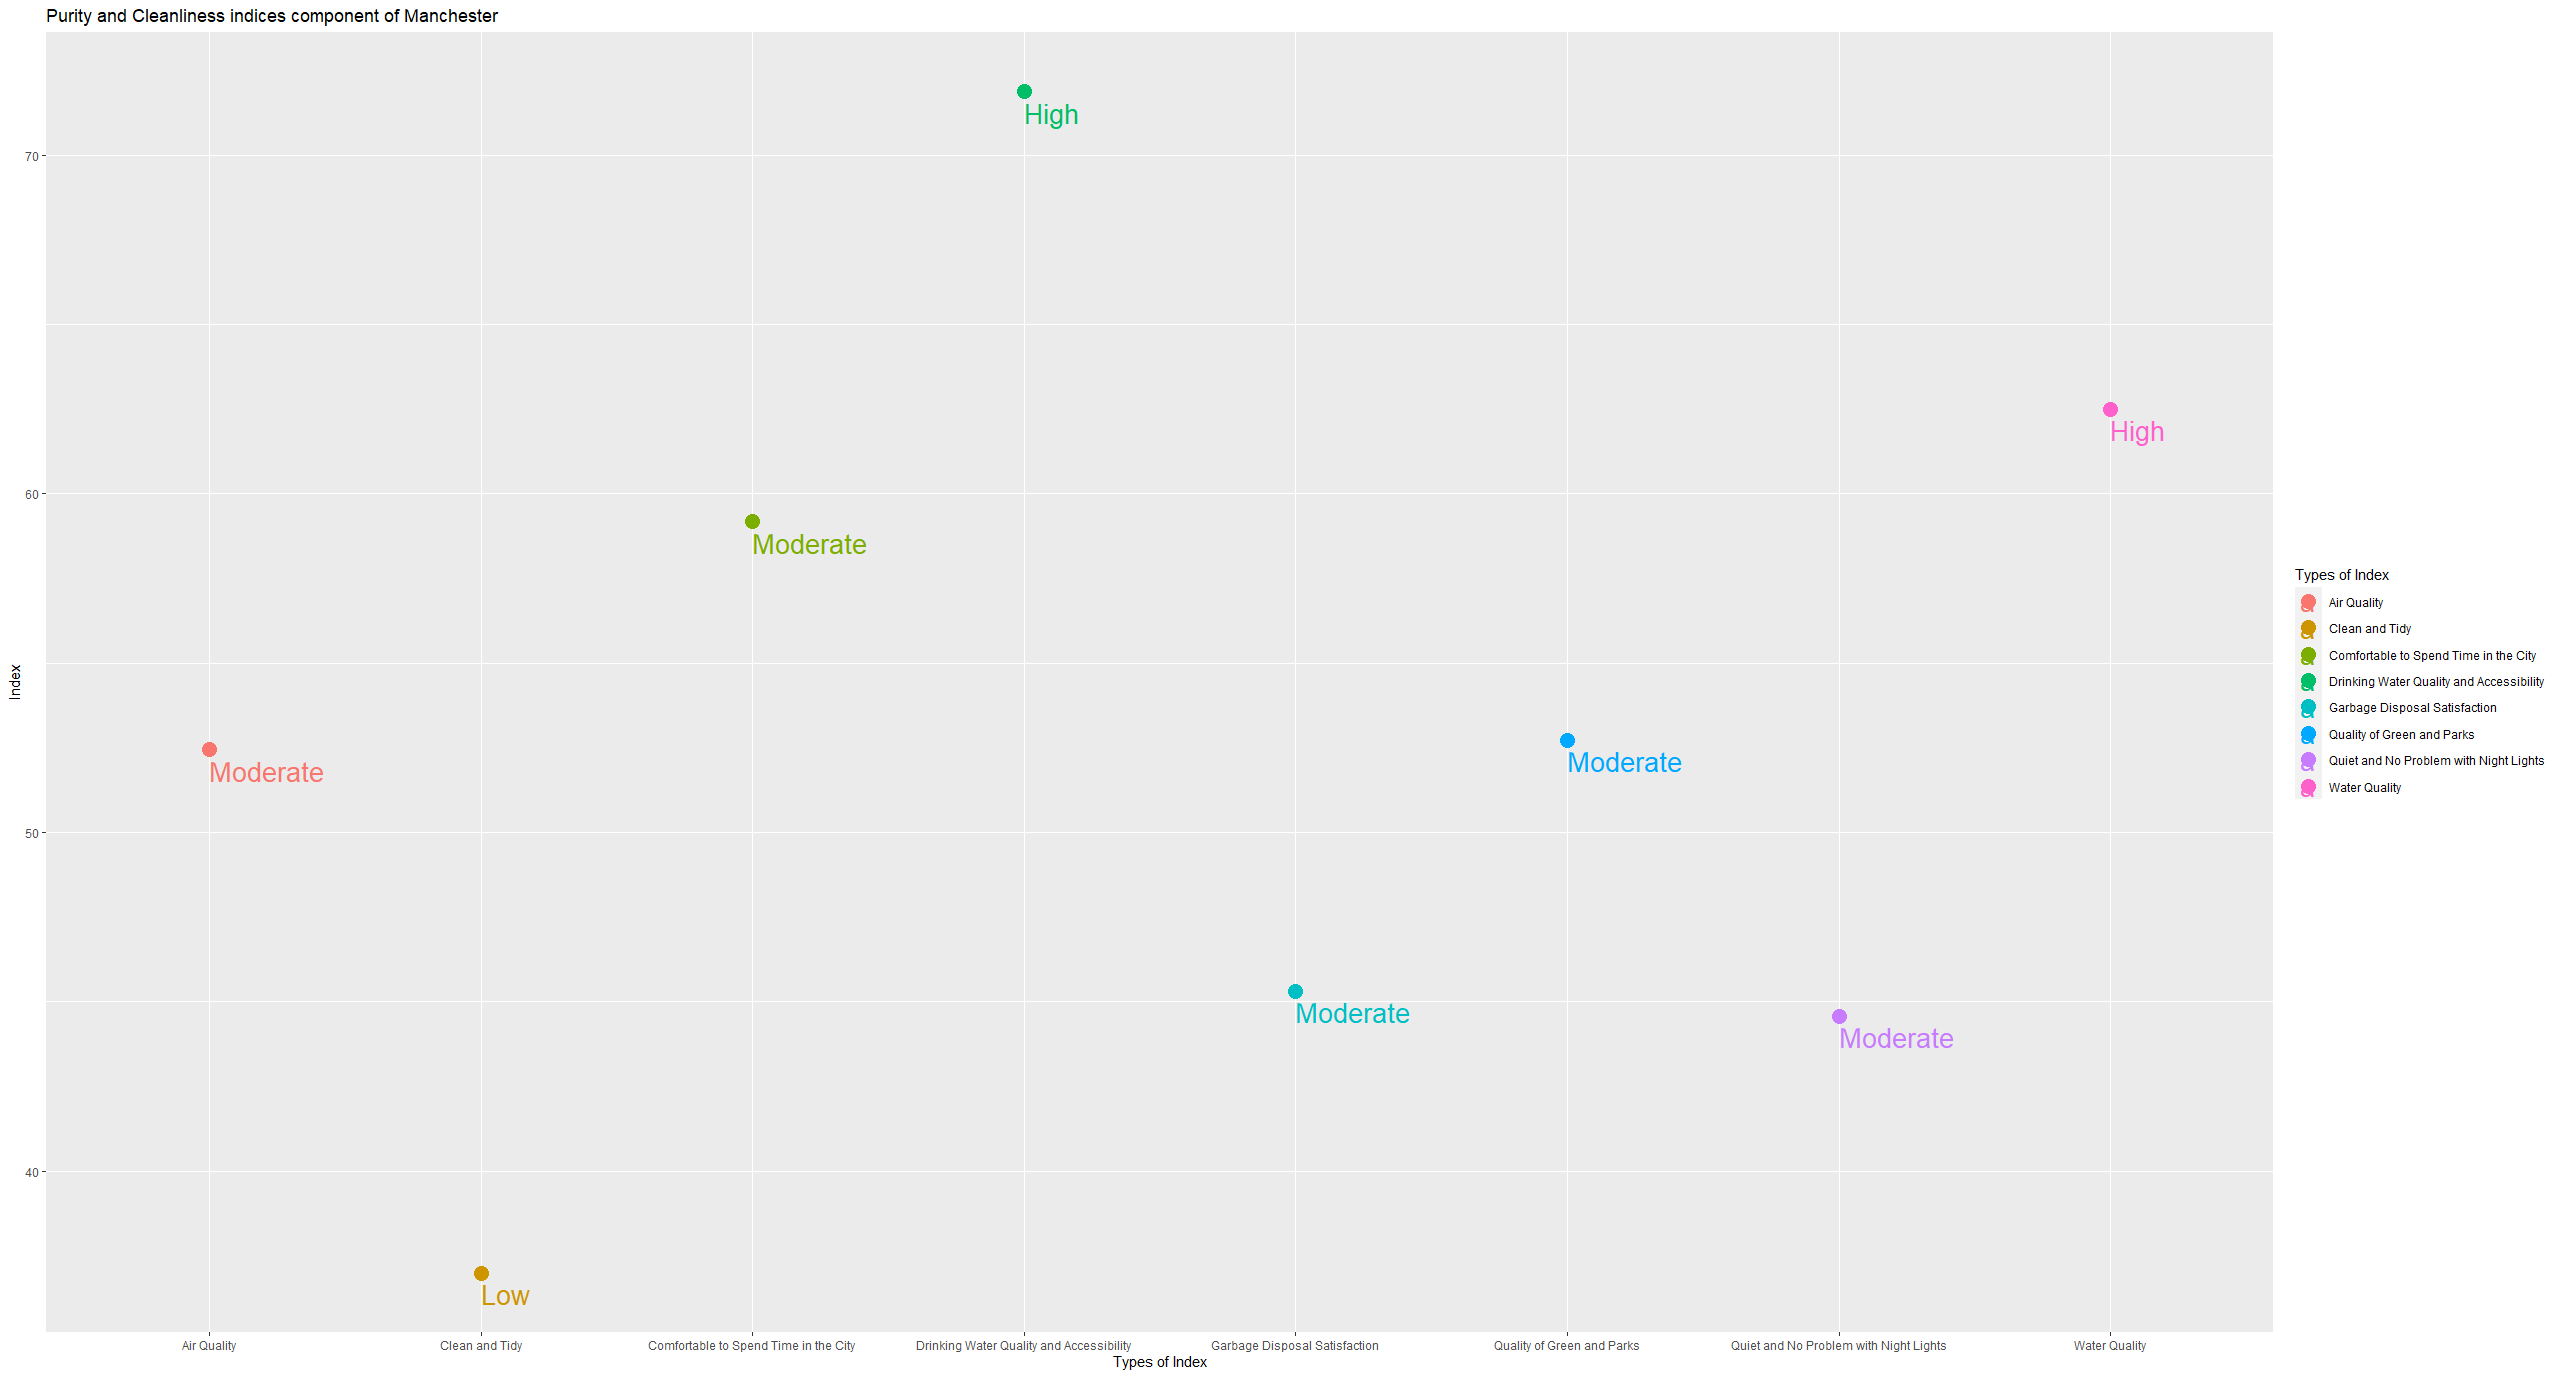 Purity and Cleanliness indices component of Manchester
High
70
High
60
Moderate
Index
Moderate
Moderate
50
Moderate
Moderate
40
Low
Air Quality
Clean and Tidy
Comfortable to Spend Time in the City
Drinking Water Quality and Accessibility
Garbage Disposal Satisfaction
Quality of Green and Parks
Quiet and No Problem with Night Lights
Water Quality
Types of Index
Types of Index
Air Quality
Clean and Tidy
Comfortable to Spend Time in the City
Drinking Water Quality and Accessibility
Garbage Disposal Satisfaction
Quality of Green and Parks
Quiet and No Problem with Night Lights
Water Quality